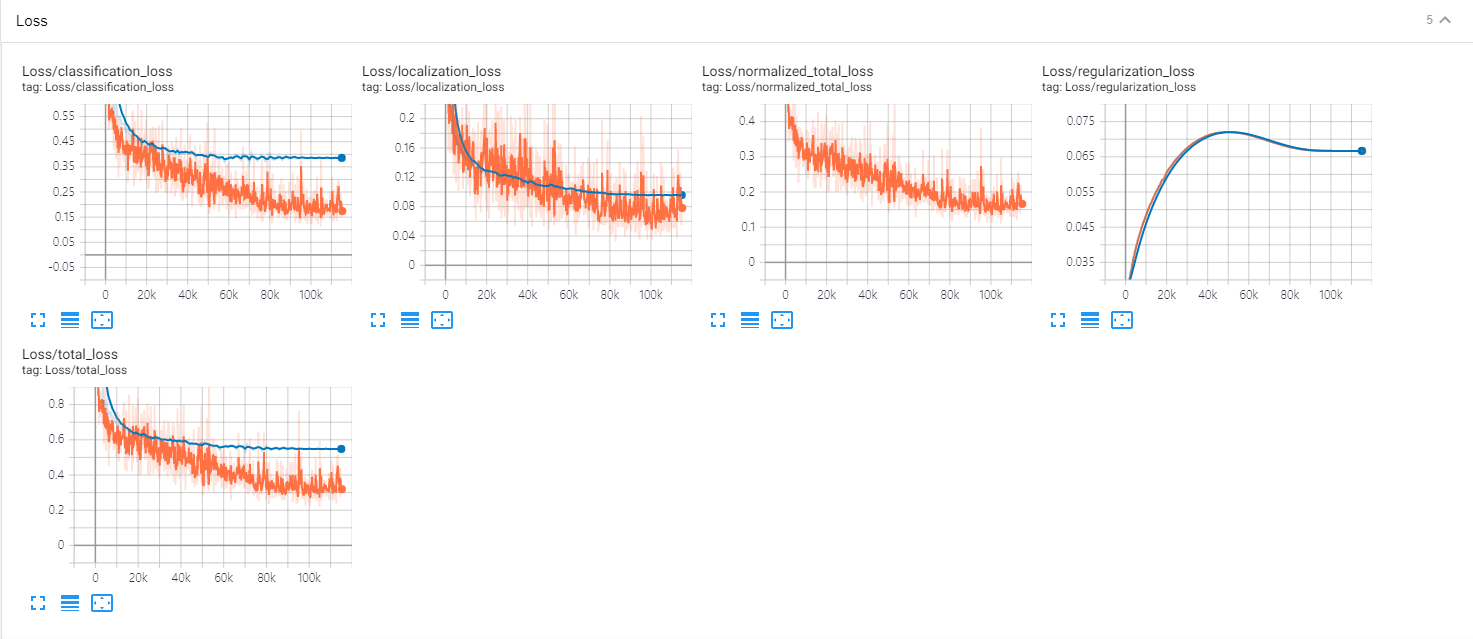 Loss
5
Loss/classification_loss
tag: Loss/classification_loss
0.55
0.45
0.35
0.25
0.15
0.05
-0.05
0 20k 40k 60k 80k 100k
Loss/localization_loss
tag: Loss/localization_loss
0.2
0.16
0.12
0.08
0.04
0
0 20k 40k 60k 80k 100k
Loss/normalized_total_loss
tag: Loss/normalized_total_loss
0.4
0.3
0.2
0.1
0
0 20k 40k 60k 80k 100k
Loss/regularization_loss
tag: Loss/regularization_loss
0.075
0.065
0.055
0.045
0.035
0 20k 40k 60k 80k 100k
Loss/total_loss
tag: Loss/total_loss
0.8
0.6
0.4
0.2
0
0 20k 40k 60k 80k 100k